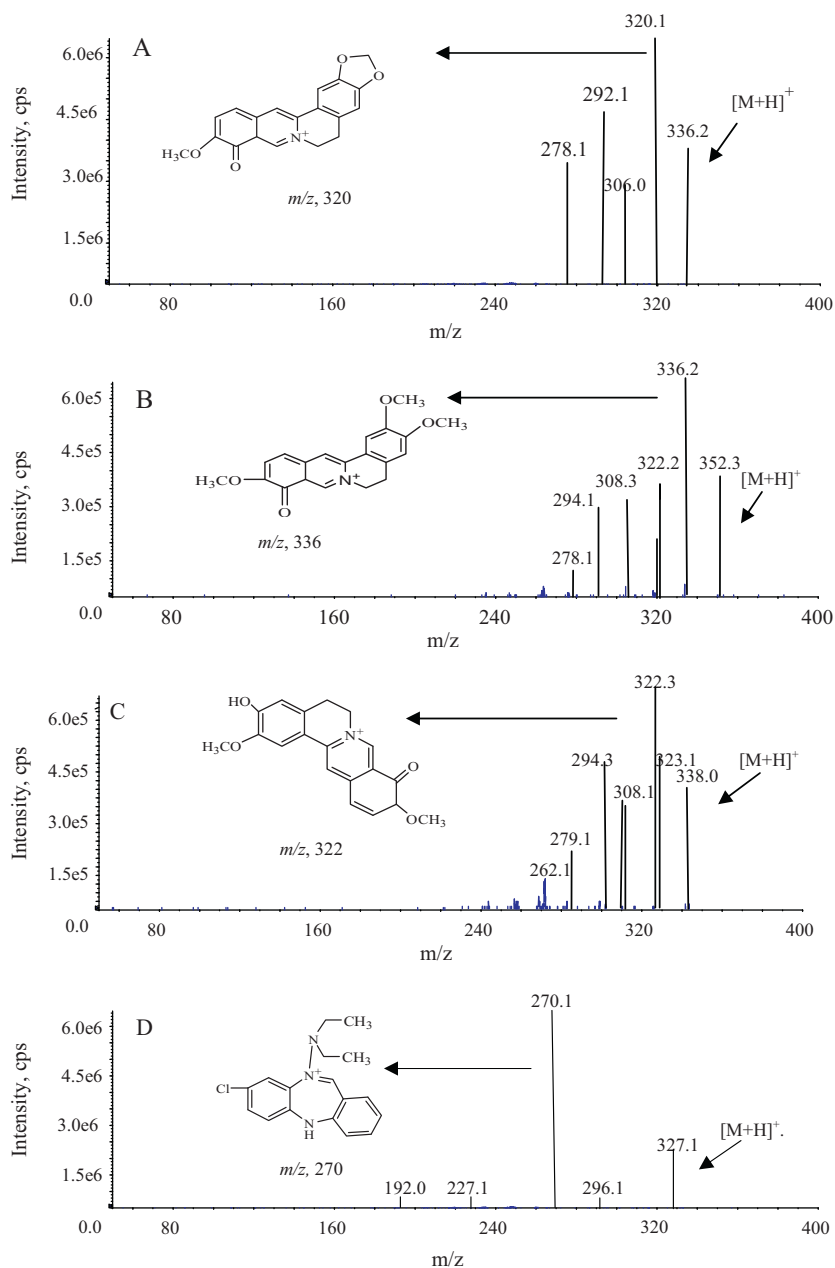 A
Intensity, cps
6.0e6
4.5e6
3.0e6
1.5e6
0.0
80
160
240
320
400
m/z
320.1
292.1
278.1
306.0
336.2
[M+H]+
O
O
H3CO
O
N+
m/z, 320
B
Intensity, cps
6.0e5
4.5e5
3.0e5
1.5e5
0.0
80
160
240
320
400
m/z
336.2
352.3
322.2
308.3
294.1
278.1
[M+H]+
OCH3
OCH3
H3CO
O
N+
m/z, 336
C
Intensity, cps
6.0e5
4.5e5
3.0e5
1.5e5
0.0
80
160
240
320
400
m/z
322.3
323.1
294.3
308.1
338.0
279.1
262.1
[M+H]+
HO
H3CO
N+
O
OCH3
m/z, 322
D
Intensity, cps
6.0e6
4.5e6
3.0e6
1.5e6
0.0
80
160
240
320
400
m/z
270.1
327.1
192.0
227.1
296.1
[M+H]+.
CH3
N
CH3
N+
Cl
N
H
m/z, 270